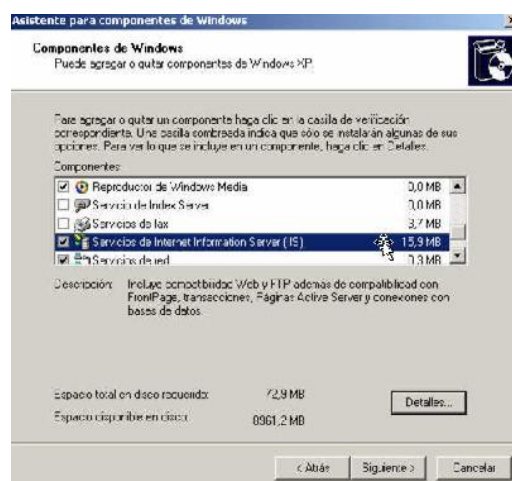 Asistente para componentes de Windows
Componentes de Windows
Puede agregar o quitar componentes de Windows XP.
Para agregar o quitar un componente haga clic en la casilla de verificación
correspondiente. Una casilla sombreada indica que sólo se instalarán algunas de sus
opciones. Para ver lo que se incluye en un componente, haga clic en Detalles.
Componentes:
Reproductor de Windows Media 0,0 MB
Servicio de Index Server 0,0 MB
Servicios de fax 3,7 MB
Servicios de Internet Information Server (IIS) 15,9 MB
Servicios de red 0,3 MB
Descripción: Incluye compatibilidad Web y FTP además de compatibilidad con
FrontPage, transacciones, Páginas Active Server y conexiones con
bases de datos.
Espacio total en disco requerido: 72,9 MB
Detalles...
Espacio disponible en disco: 8961,2 MB
< Atrás
Siguiente >
Cancelar